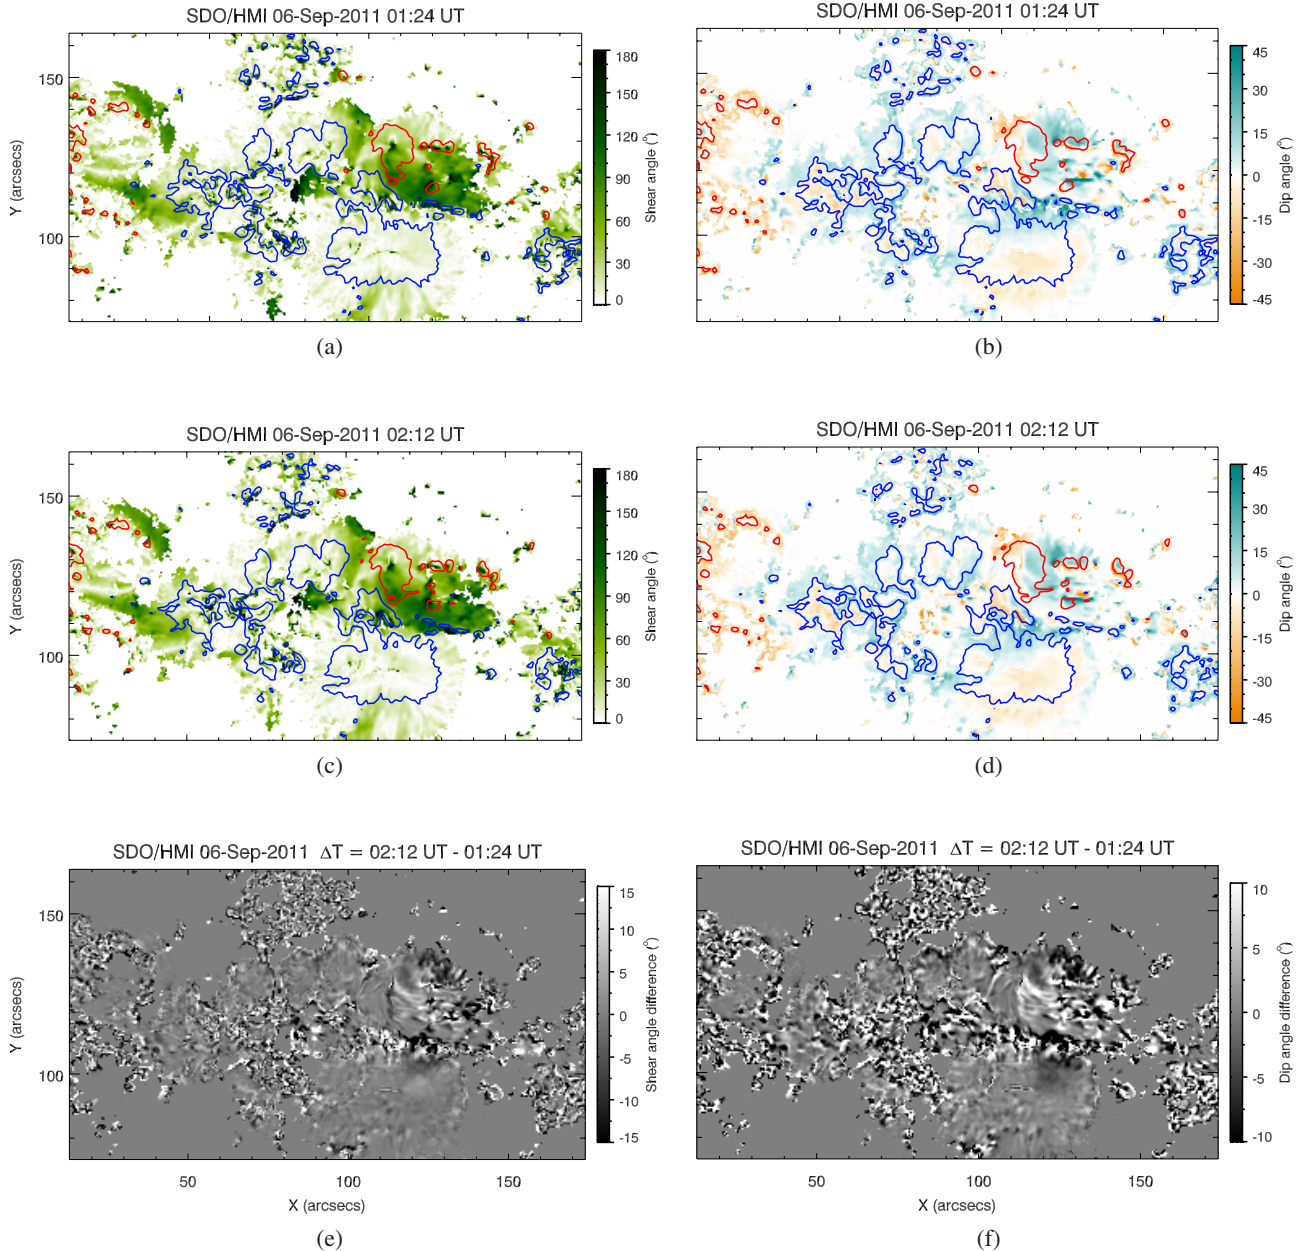 SDO/HMI 06-Sep-2011 01:24 UT
SDO/HMI 06-Sep-2011 01:24 UT
150
100
Y (arcsecs)
180
150
120
90
60
30
0
Shear angle (°)
45
30
15
0
-15
-30
-45
Dip angle (°)
(a)
(b)
SDO/HMI 06-Sep-2011 02:12 UT
SDO/HMI 06-Sep-2011 02:12 UT
150
100
Y (arcsecs)
180
150
120
90
60
30
0
Shear angle (°)
45
30
15
0
-15
-30
-45
Dip angle (°)
(c)
(d)
SDO/HMI 06-Sep-2011 ΔT = 02:12 UT - 01:24 UT
SDO/HMI 06-Sep-2011 ΔT = 02:12 UT - 01:24 UT
150
100
Y (arcsecs)
15
10
5
0
-5
-10
-15
Shear angle difference (°)
10
5
0
-5
-10
Dip angle difference (°)
50 100 150
50 100 150
X (arcsecs)
X (arcsecs)
(e)
(f)